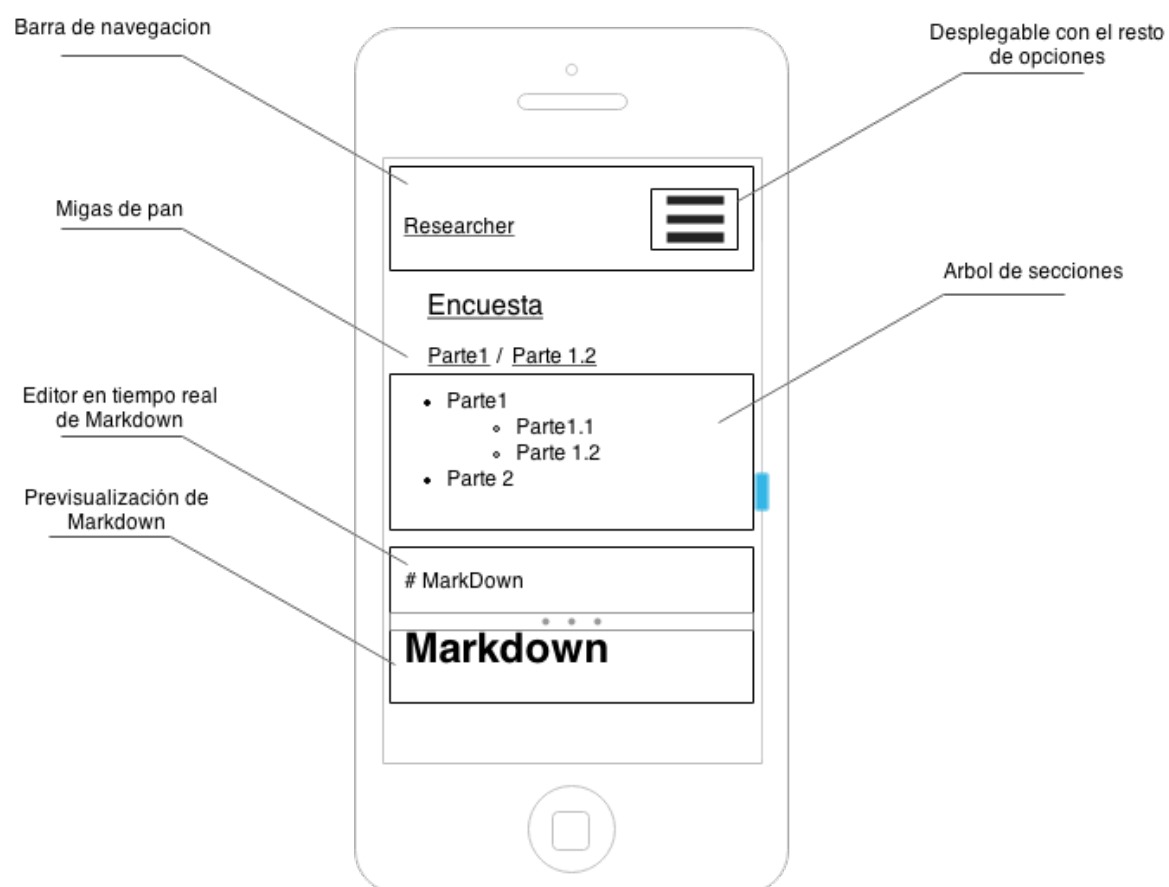 Barra de navegacion
Desplegable con el resto
de opciones
Migas de pan
Researcher
Arbol de secciones
Encuesta
Parte1 / Parte 1.2
Editor en tiempo real
de Markdown
Parte1
Parte1.1
Parte 1.2
Parte 2
Previsualización de
Markdown
# MarkDown
Markdown